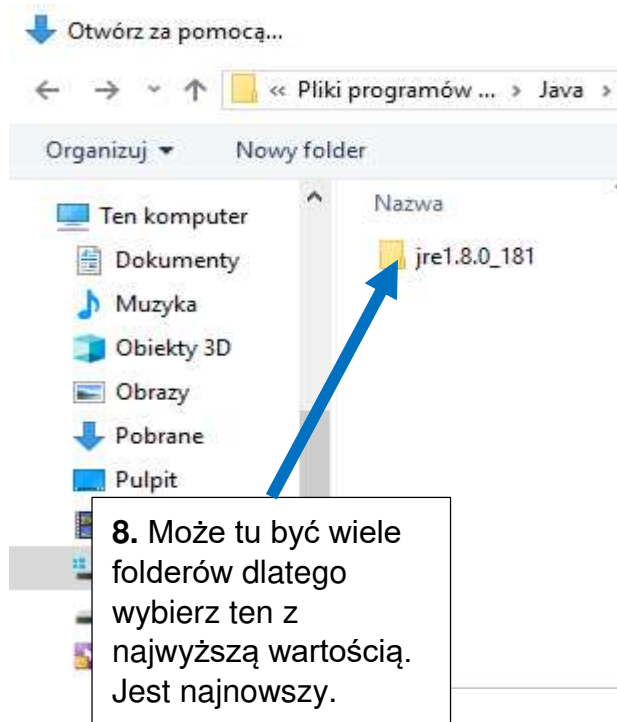 Otwórz za pomocą...
« Pliki programów ... › Java ›
Organizuj Nowy folder
Nazwa
Ten komputer
jre1.8.0_181
Dokumenty
Muzyka
Obiekty 3D
Obrazy
Pobrane
Pulpit
8. Może tu być wiele
folderów dlatego
wybierz ten z
najwyższą wartością.
Jest najnowszy.